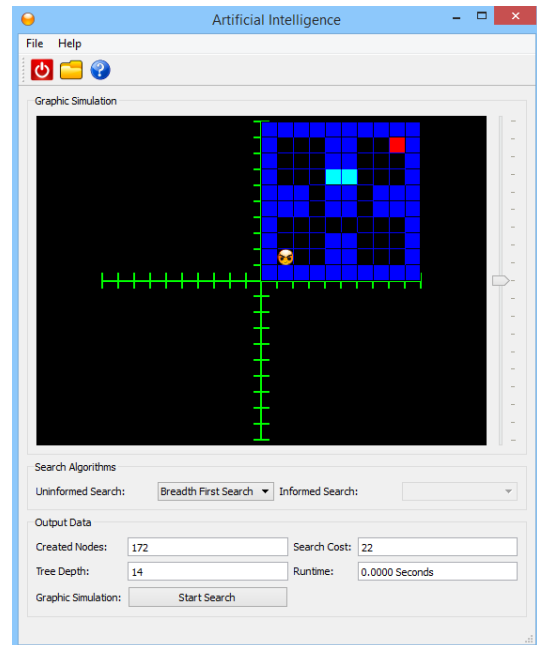 Artificial Intelligence
File Help
Graphic Simulation
Search Algorithms
Uninformed Search: Breadth First Search Informed Search:
Output Data
Created Nodes: 172 Search Cost: 22
Tree Depth: 14 Runtime: 0.0000 Seconds
Graphic Simulation: Start Search